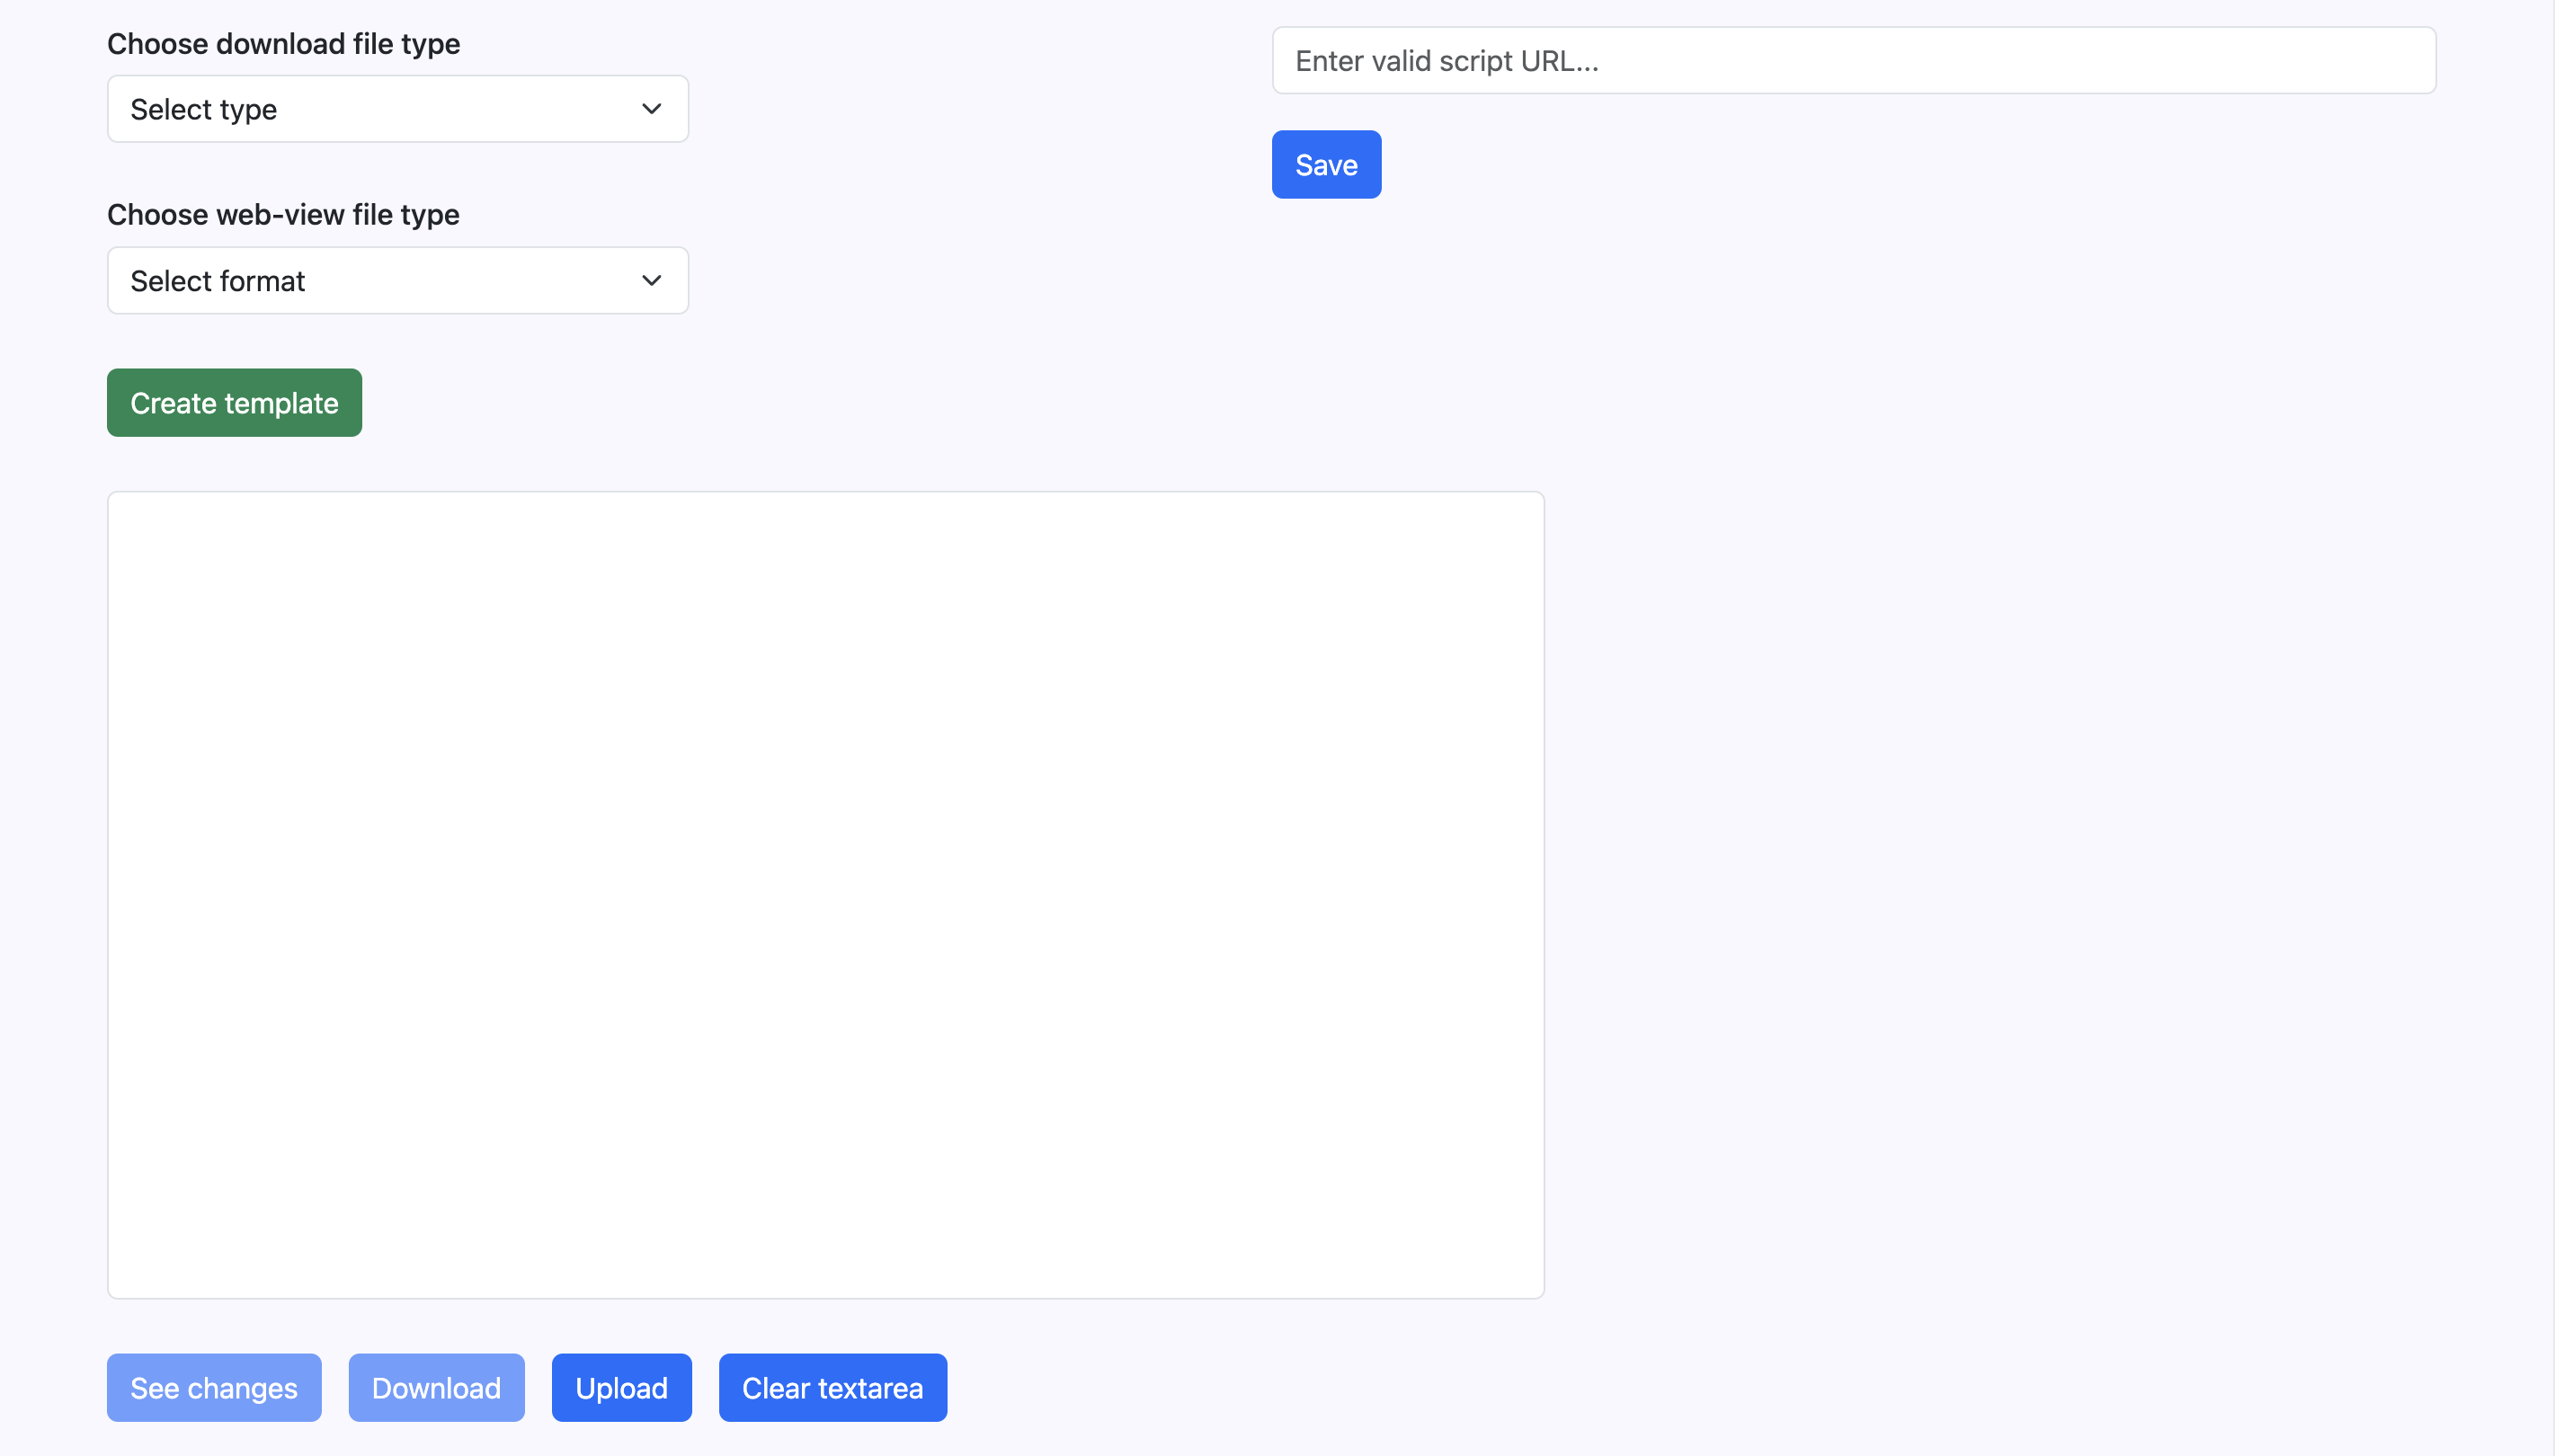 Choose download file type
Select type
Choose web-view file type
Select format
Create template
Enter valid script URL...
Save
See changes
Download
Upload
Clear textarea